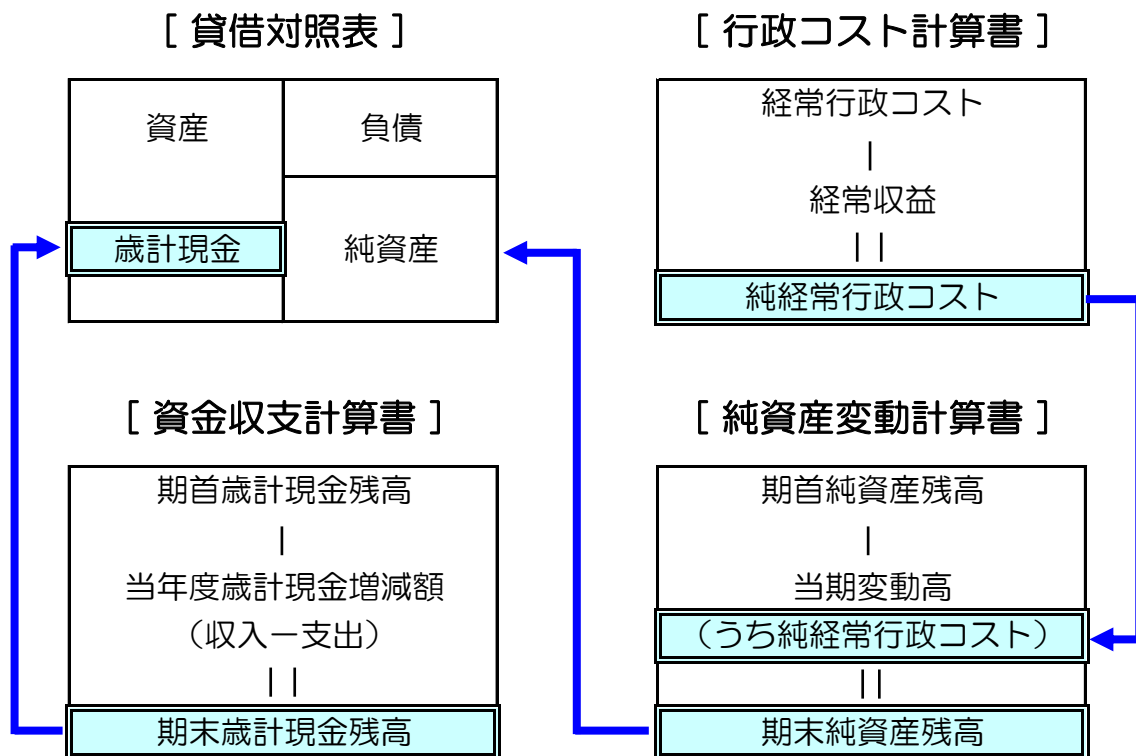 [ 貸借対照表 ]
資産
負債
歳計現金
純資産
[ 行政コスト計算書 ]
経常行政コスト
|
経常収益
||
純経常行政コスト
[ 資金収支計算書 ]
期首歳計現金残高
|
当年度歳計現金増減額
（収入－支出）
||
期末歳計現金残高
[ 純資産変動計算書 ]
期首純資産残高
|
当期変動高
（うち純経常行政コスト）
||
期末純資産残高